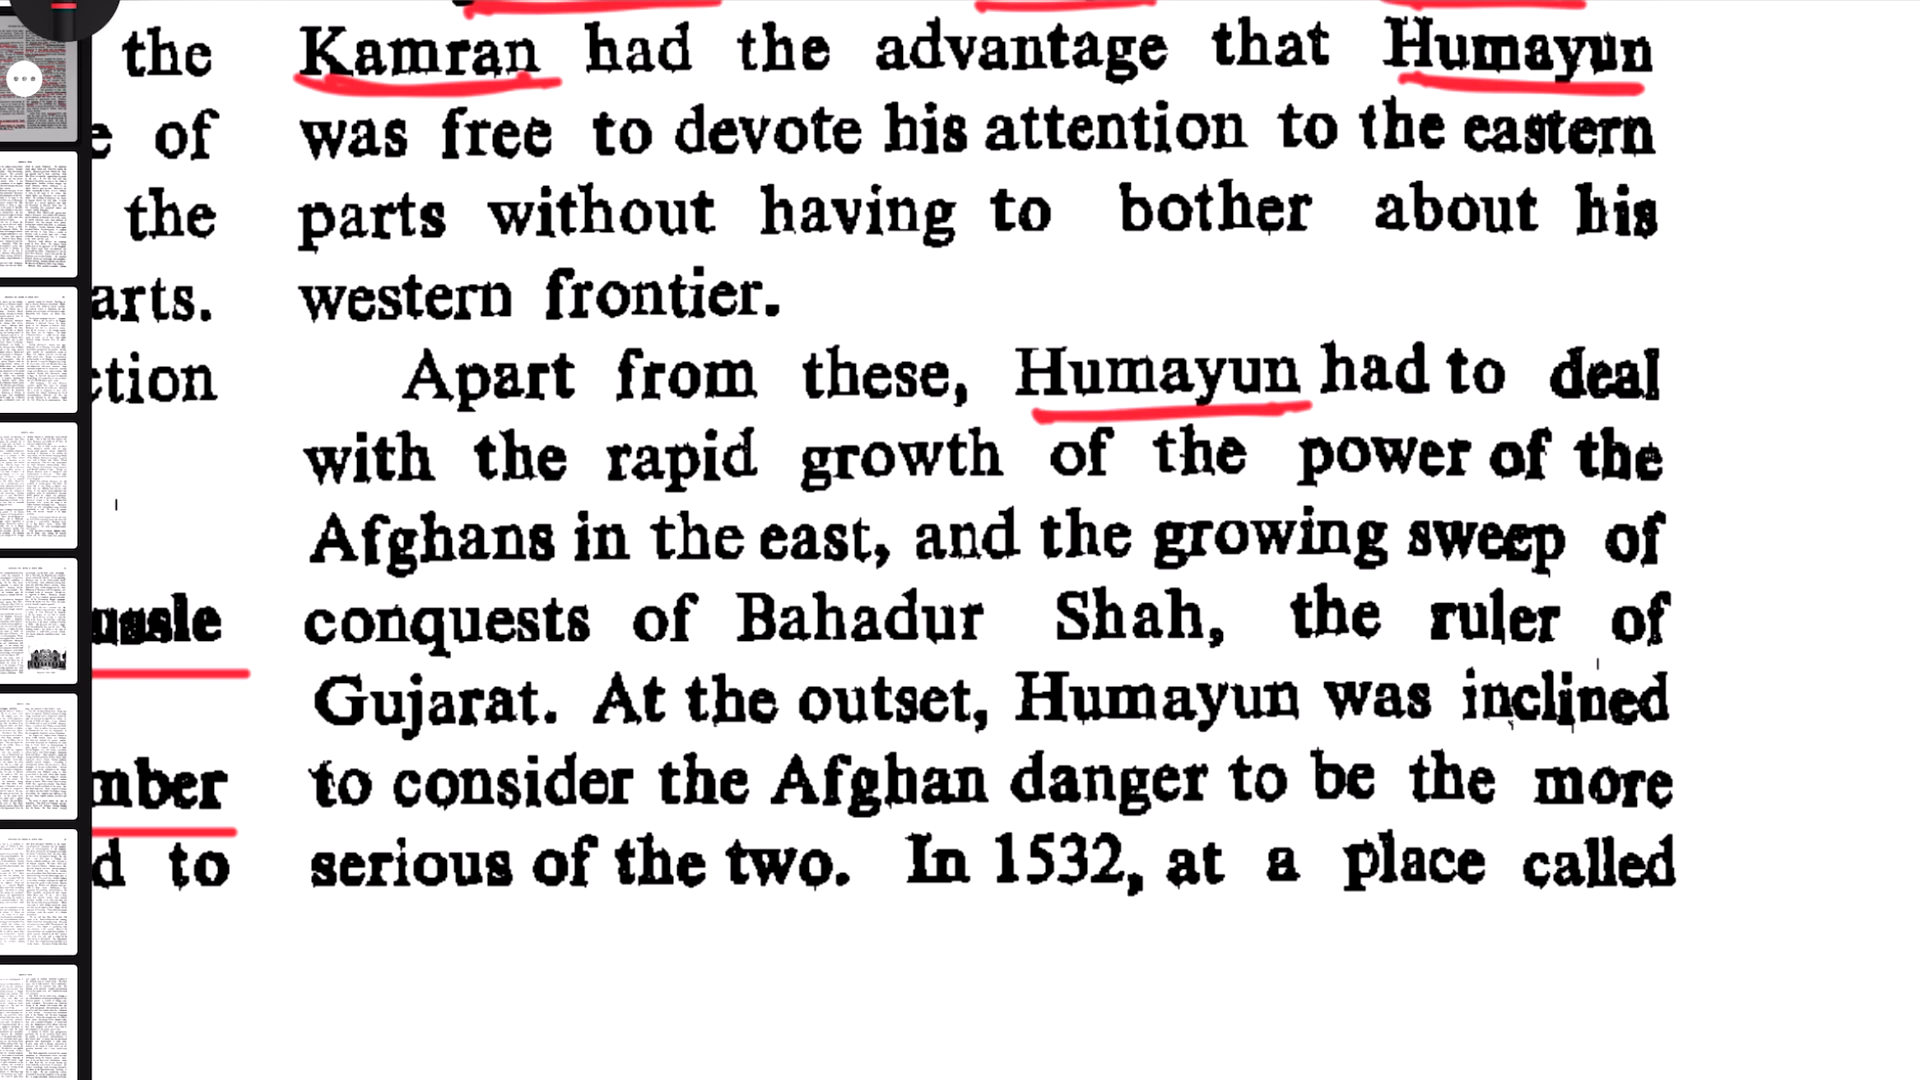 the
e of
the
arts.
ction
mber
d to
Kamran had the advantage that Humayun
was free to devote his attention to the eastern
parts without having to bother about his
western frontier.
Apart from these, Humayun had to deal
with the rapid growth of the power of the
Afghans in the east, and the growing sweep of
conquests of Bahadur Shah, the ruler of
Gujarat. At the outset, Humayun was inclined
to consider the Afghan danger to be the more
serious of the two. In 1532, at a place called